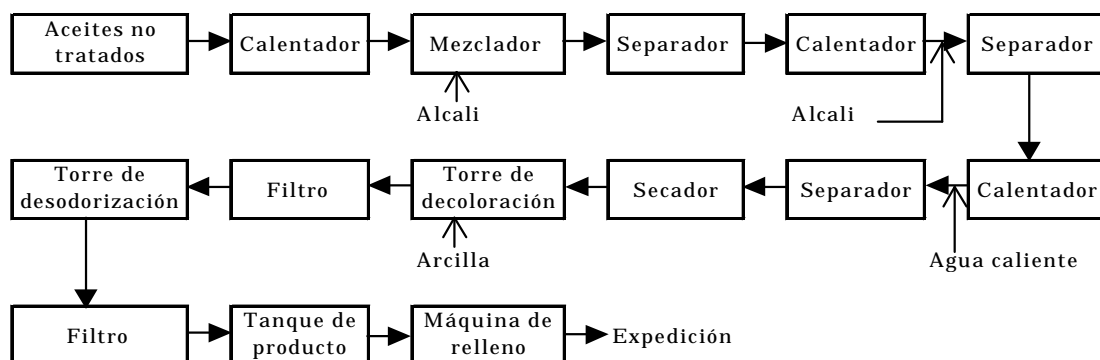 Aceites no
tratados
Calentador
Mezclador
Separador
Calentador
Separador
Alcali
Alcali
Torre de
desodorización
Filtro
Torre de
decoloración
Secador
Separador
Calentador
Arcilla
Agua caliente
Filtro
Tanque de
producto
Máquina de
relleno
Expedición